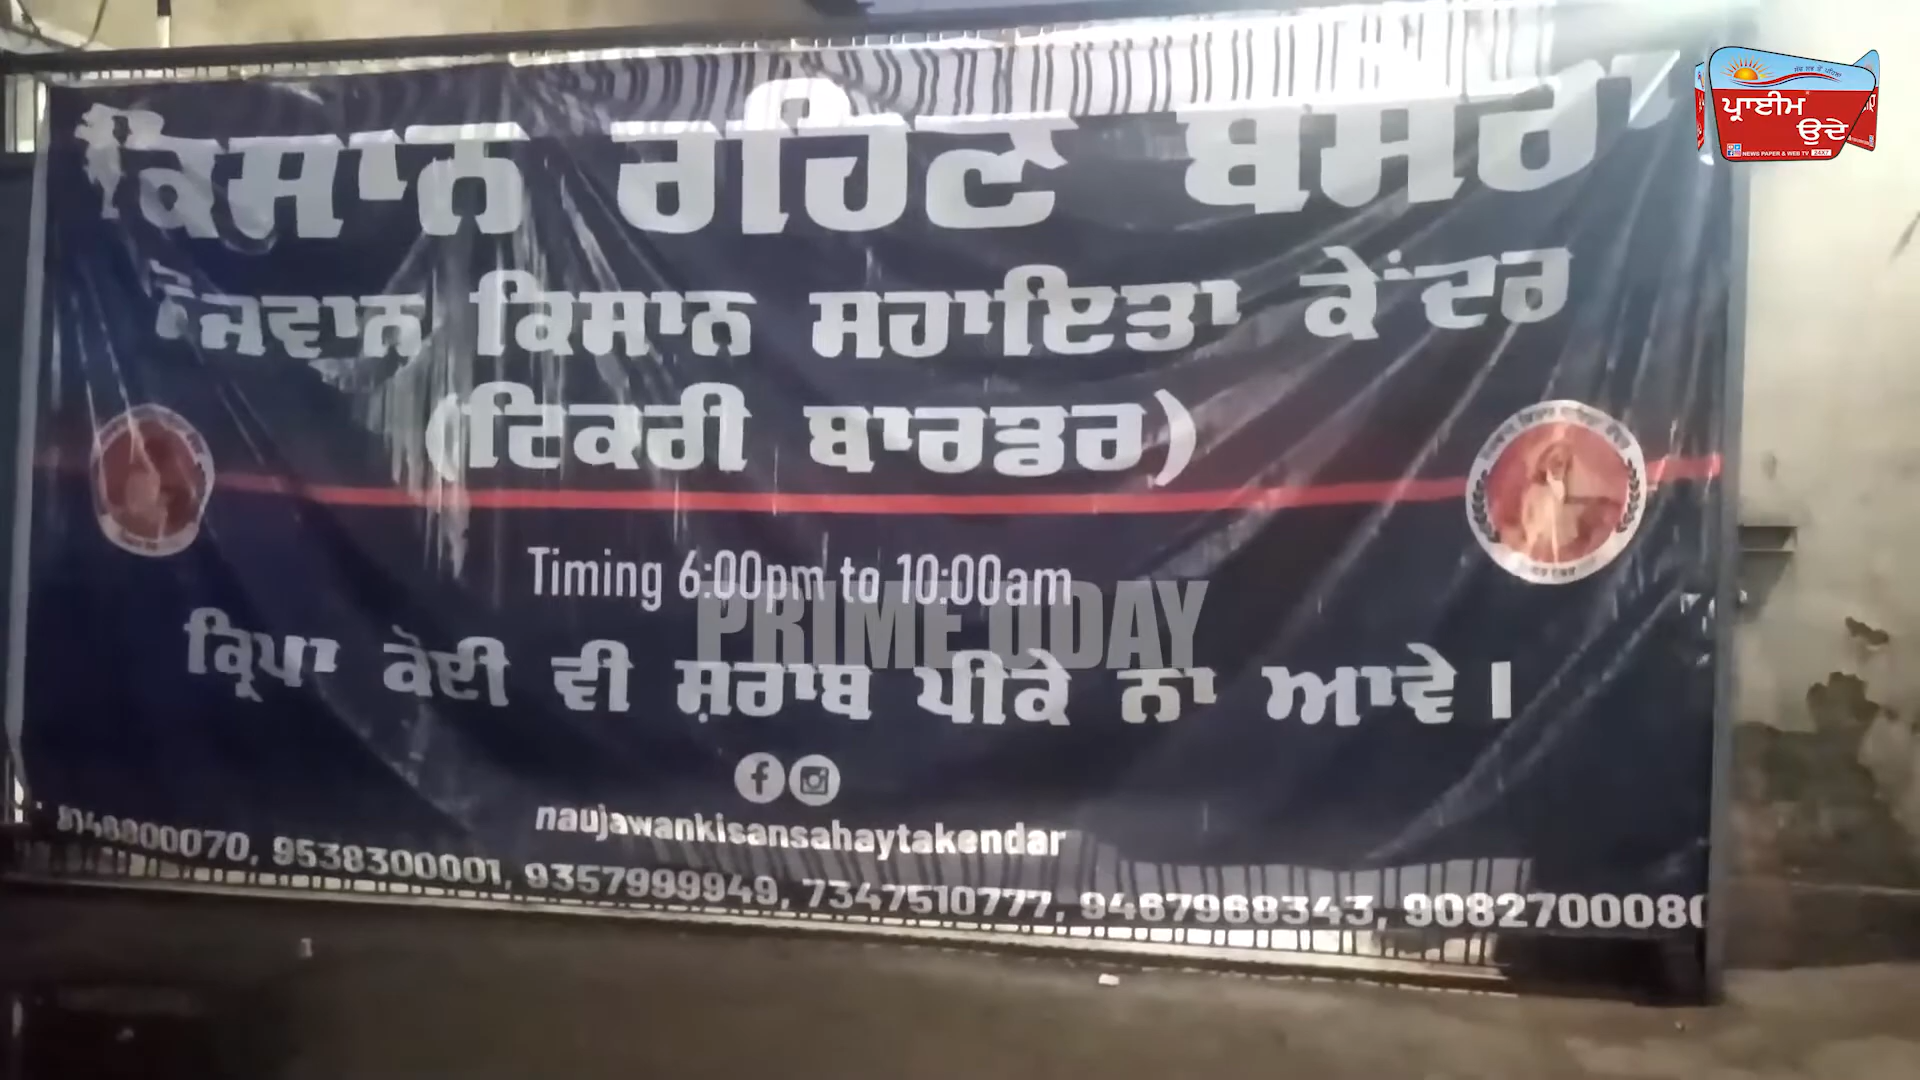 ਕਿਸਾਨ ਰਹਿਣ ਬਸੇਰਾ
ਨੌਜਵਾਨ ਕਿਸਾਨ ਸਹਾਇਤਾ ਕੇਂਦਰ
(ਟਿਕਰੀ ਬਾਰਡਰ)
Timing 6:00pm to 10:00am
PRIME UDAY
ਕ੍ਰਿਪਾ ਕੋਈ ਵੀ ਸ਼ਰਾਬ ਪੀਕੇ ਨਾ ਆਵੇ।
naujawankisansahaytakendar
9538300001, 9357999949, 7347510777, 9467968343,
ਪ੍ਰਾਈਮ
ਉਦੇ
NEWS PAPER & WEB TV 24X7